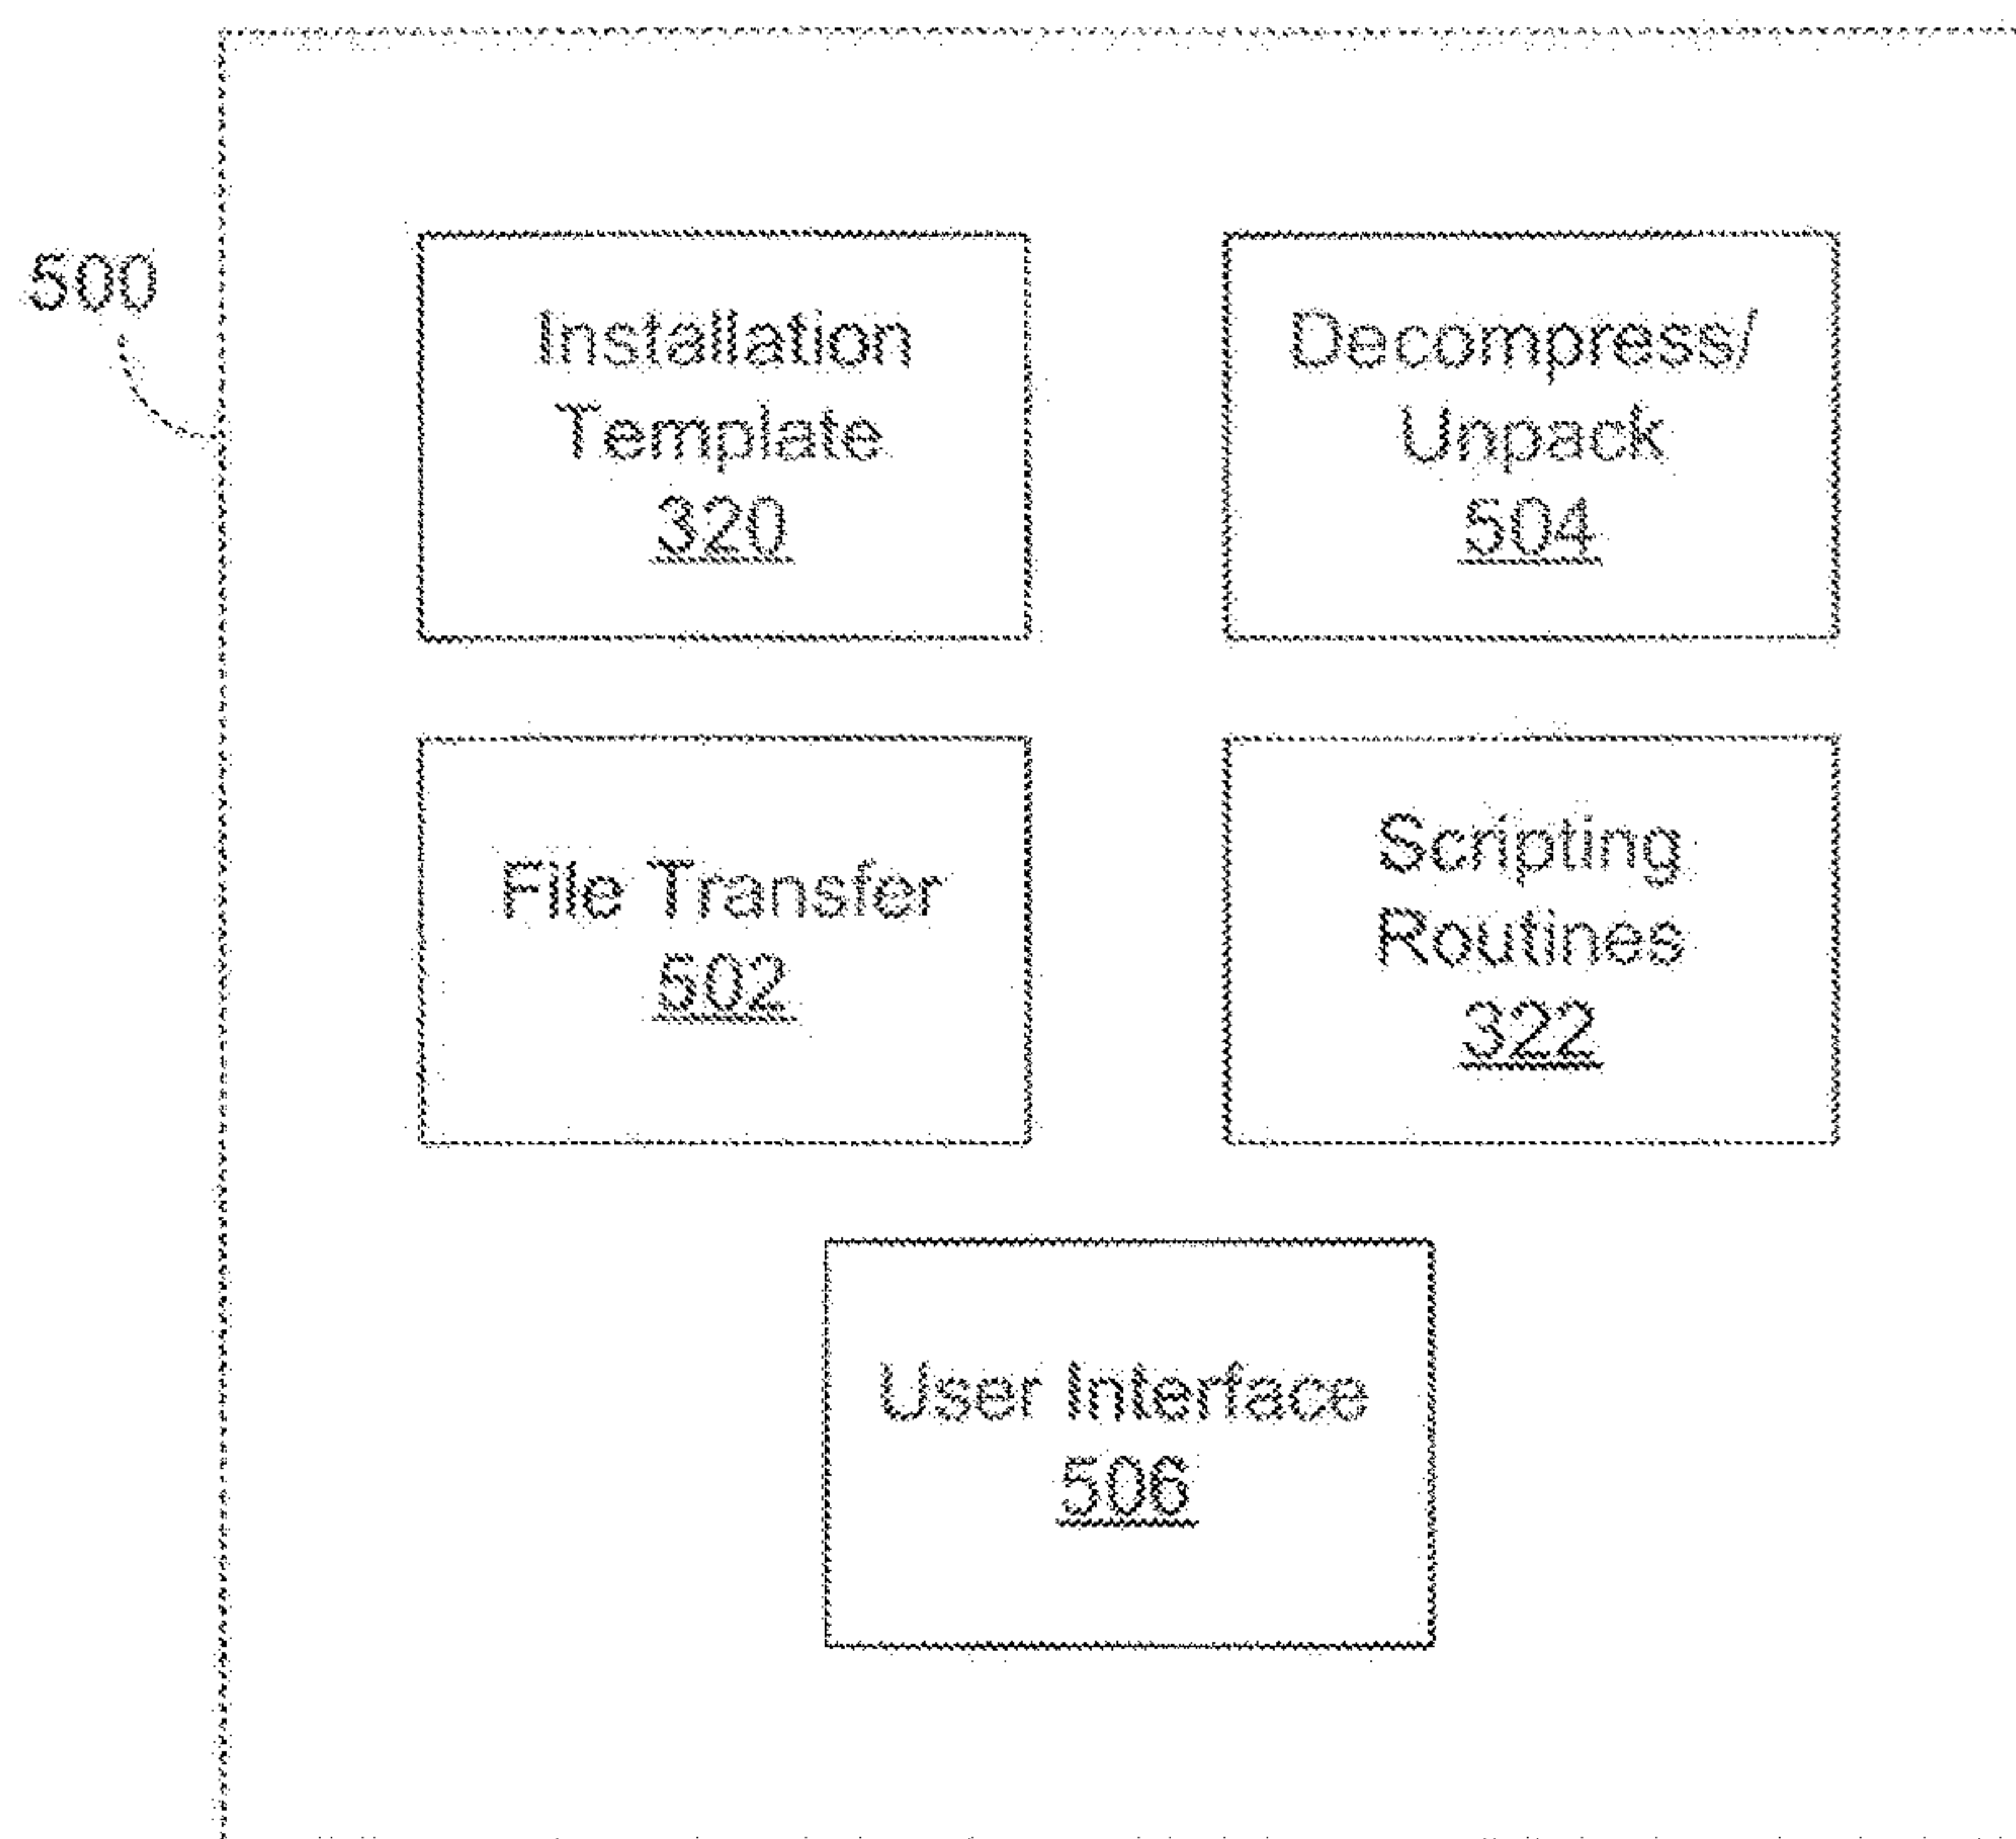 500
Installation
Template
320
Decompress/
Unpack
504
File Transfer
502
Scripting
Routines
322
User Interface
506